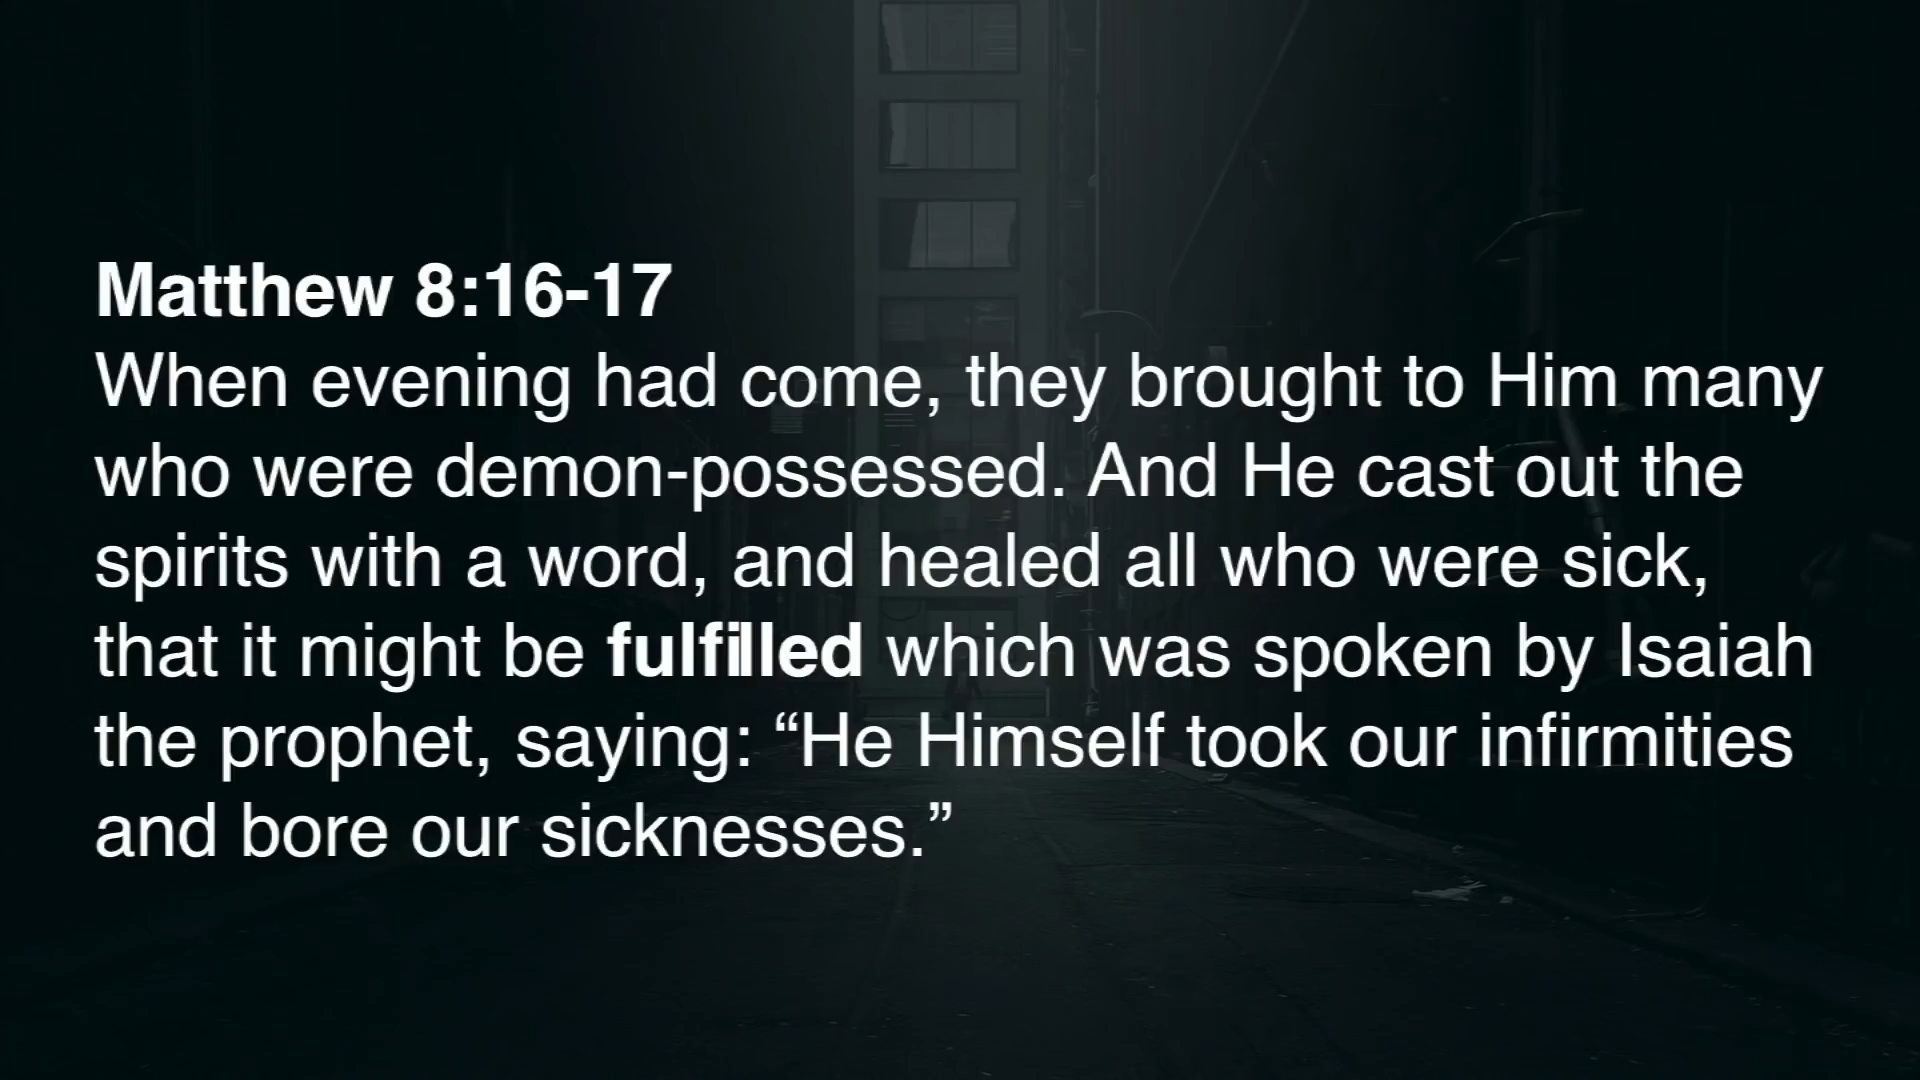 Matthew 8:16-17
When evening had come, they brought to Him many
who were demon-possessed. And He cast out the
spirits with a word, and healed all who were sick,
that it might be fulfilled which was spoken by Isaiah
the prophet, saying: “He Himself took our infirmities
and bore our sicknesses.”